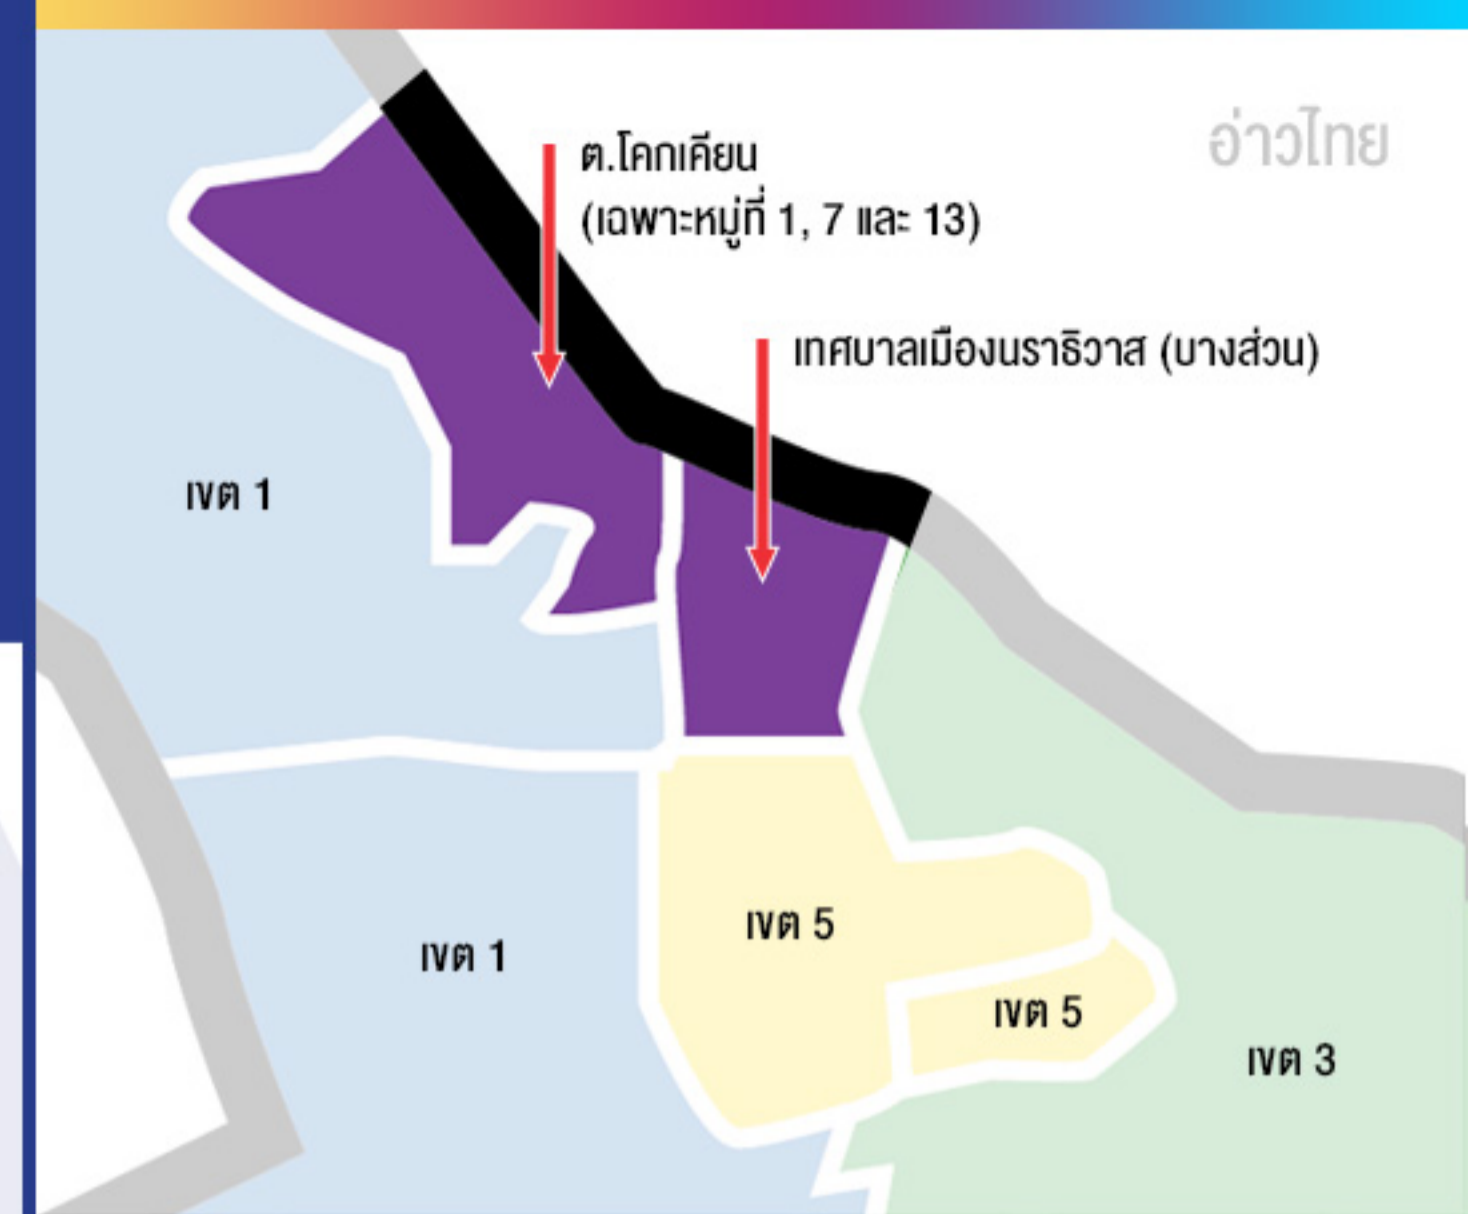 อ่าวไทย
ต.โคกเคียน
(เฉพาะหมู่ที่ 1, 7 และ 13)
เทศบาลเมืองนราธิวาส (บางส่วน)
เขต 1
เขต 5
เขต 1
เขต 5
เขต 3